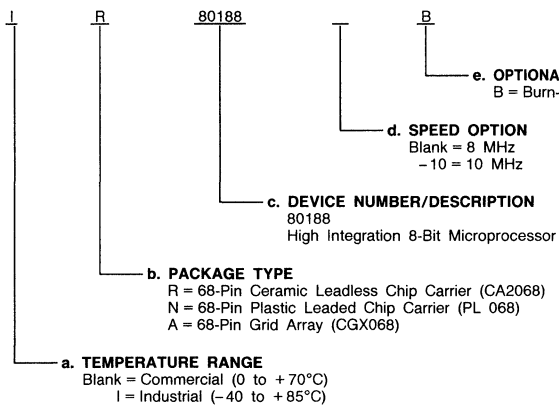 I R 80188 _ B
e. OPTIONA
B = Burn-
d. SPEED OPTION
Blank = 8 MHz
-10 = 10 MHz
c. DEVICE NUMBER/DESCRIPTION
80188
High Integration 8-Bit Microprocessor
b. PACKAGE TYPE
R = 68-Pin Ceramic Leadless Chip Carrier (CA2068)
N = 68-Pin Plastic Leaded Chip Carrier (PL 068)
A = 68-Pin Grid Array (CGX068)
a. TEMPERATURE RANGE
Blank = Commercial (0 to +70°C)
I = Industrial (-40 to +85°C)